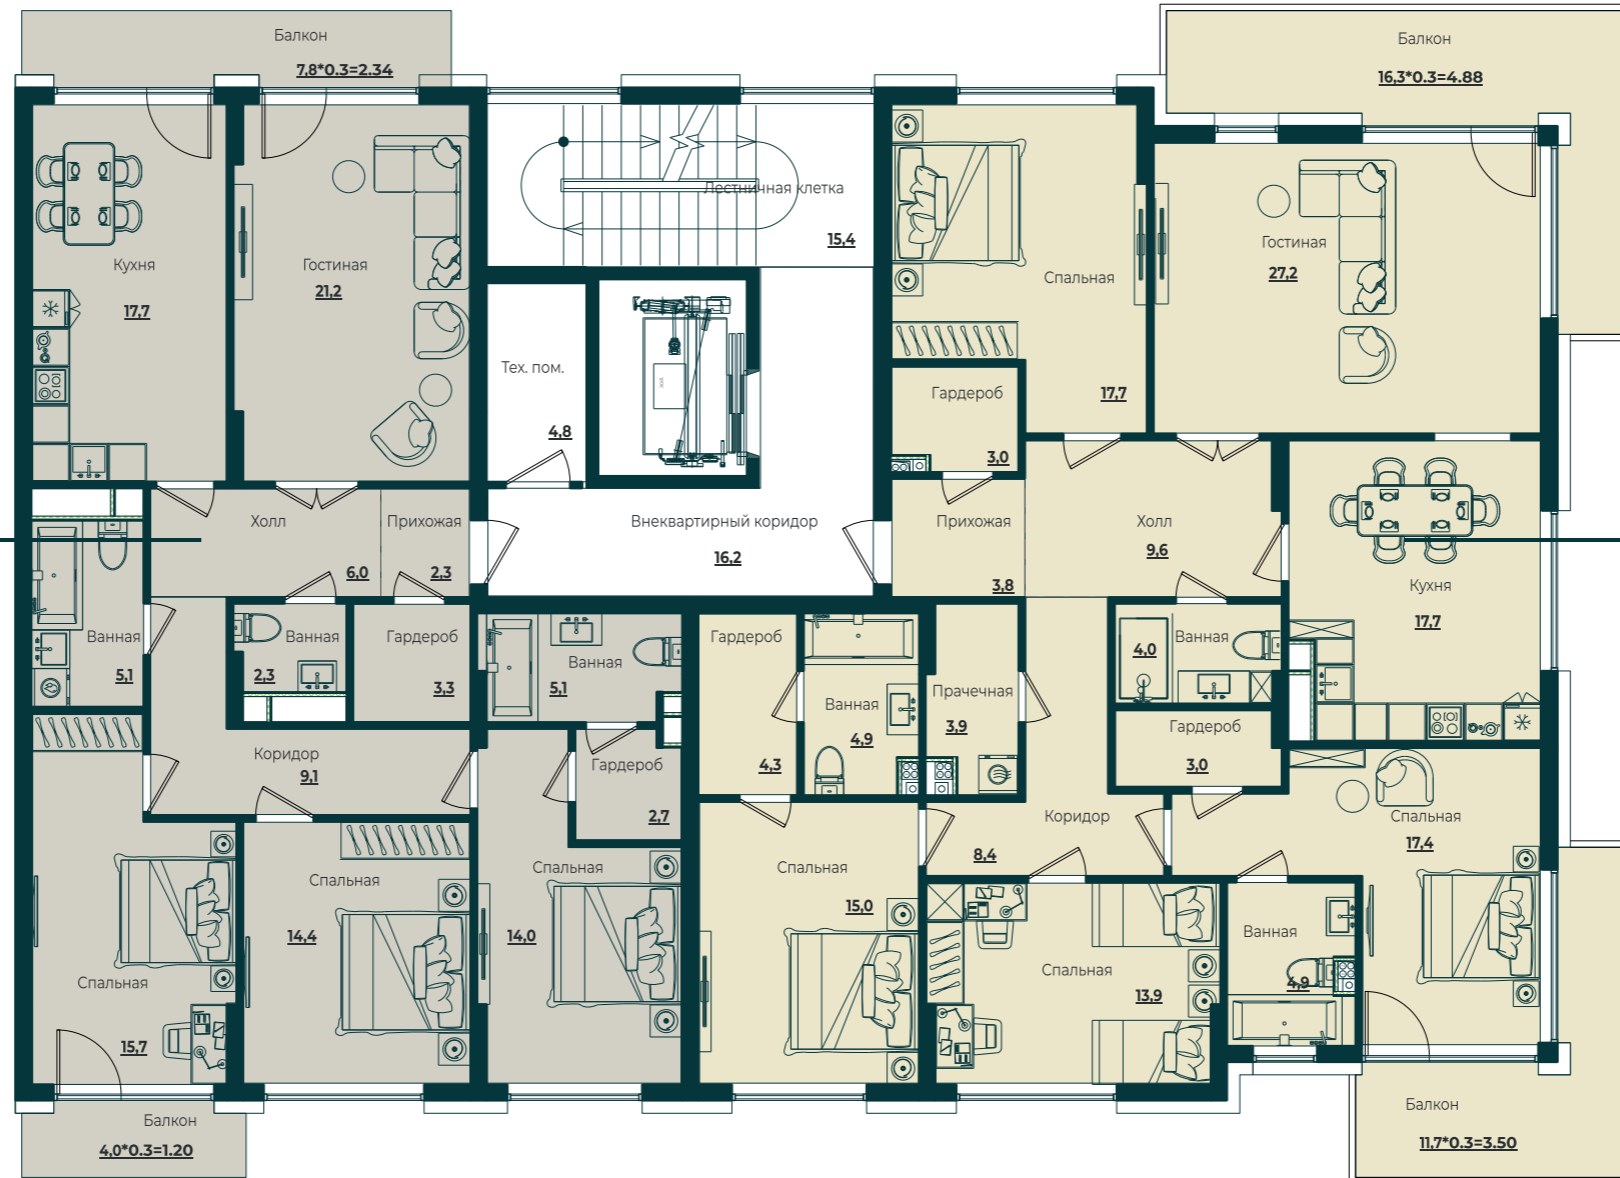 Балкон
7,8*0.3=2.34
Балкон
16,3*0.3=4.88
Лестничная клетка
15,4
Кухня
17,7
Гостиная
21,2
Спальная
17,7
Гостиная
27,2
Тех. пом.
4,8
Гардероб
3,0
Холл
6,0
Прихожая
2,3
Внеквартирный коридор
16,2
Прихожая
3,8
Холл
9,6
Кухня
17,7
Ванная
5,1
Ванная
2,3
Гардероб
3,3
Ванная
5,1
Гардероб
4,3
Ванная
4,9
Прачечная
3,9
Ванная
4,0
Гардероб
3,0
Коридор
9,1
Гардероб
2,7
Коридор
8,4
Спальная
17,4
Спальная
15,7
Спальная
14,4
Спальная
14,0
Спальная
15,0
Спальная
13,9
Ванная
4,9
Балкон
4,0*0.3=1.20
Балкон
11,7*0.3=3.50